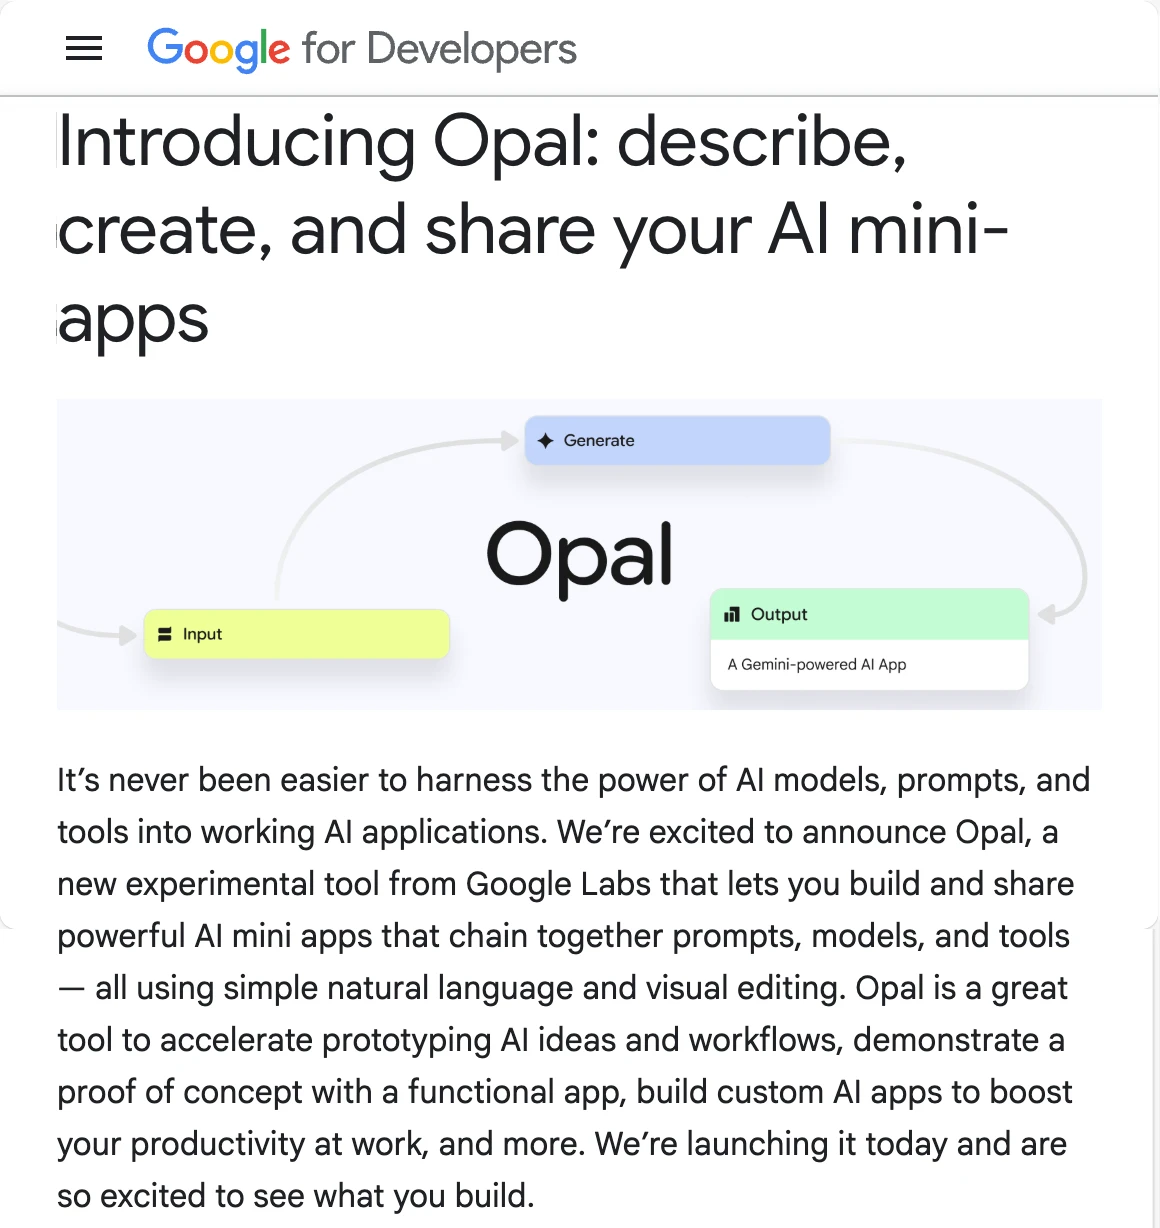 Google for Developers
Introducing Opal: describe,
create, and share your AI mini-
apps
Generate
Opal
Input
Output
A Gemini-powered AI App
It’s never been easier to harness the power of AI models, prompts, and
tools into working AI applications. We’re excited to announce Opal, a
new experimental tool from Google Labs that lets you build and share
powerful AI mini apps that chain together prompts, models, and tools
— all using simple natural language and visual editing. Opal is a great
tool to accelerate prototyping AI ideas and workflows, demonstrate a
proof of concept with a functional app, build custom AI apps to boost
your productivity at work, and more. We’re launching it today and are
so excited to see what you build.